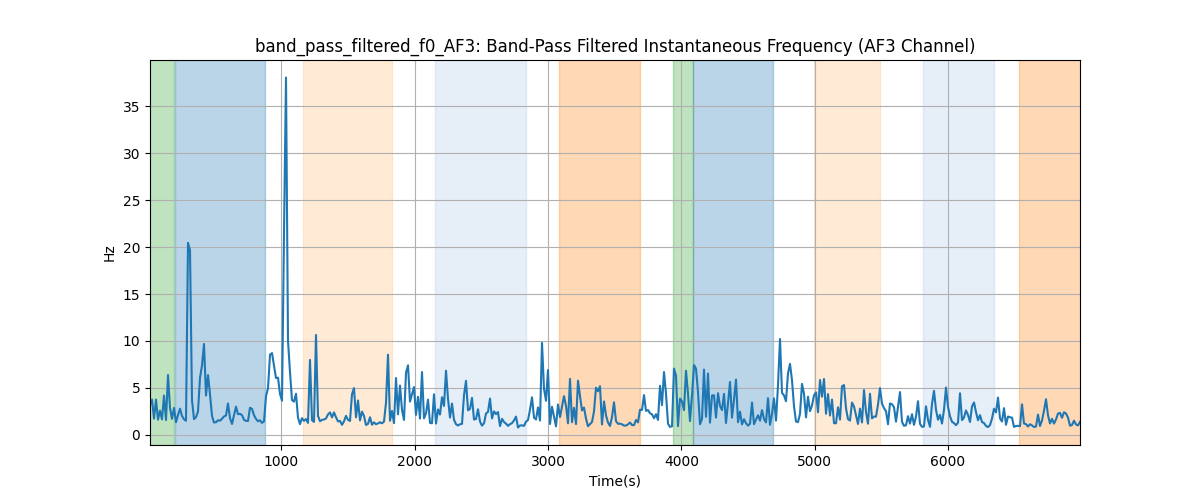 band_pass_filtered_f0_AF3: Band-Pass Filtered Instantaneous Frequency (AF3 Channel)
35
30
25
20
15
10
5
0
Hz
1000 2000 3000 4000 5000 6000
Time(s)